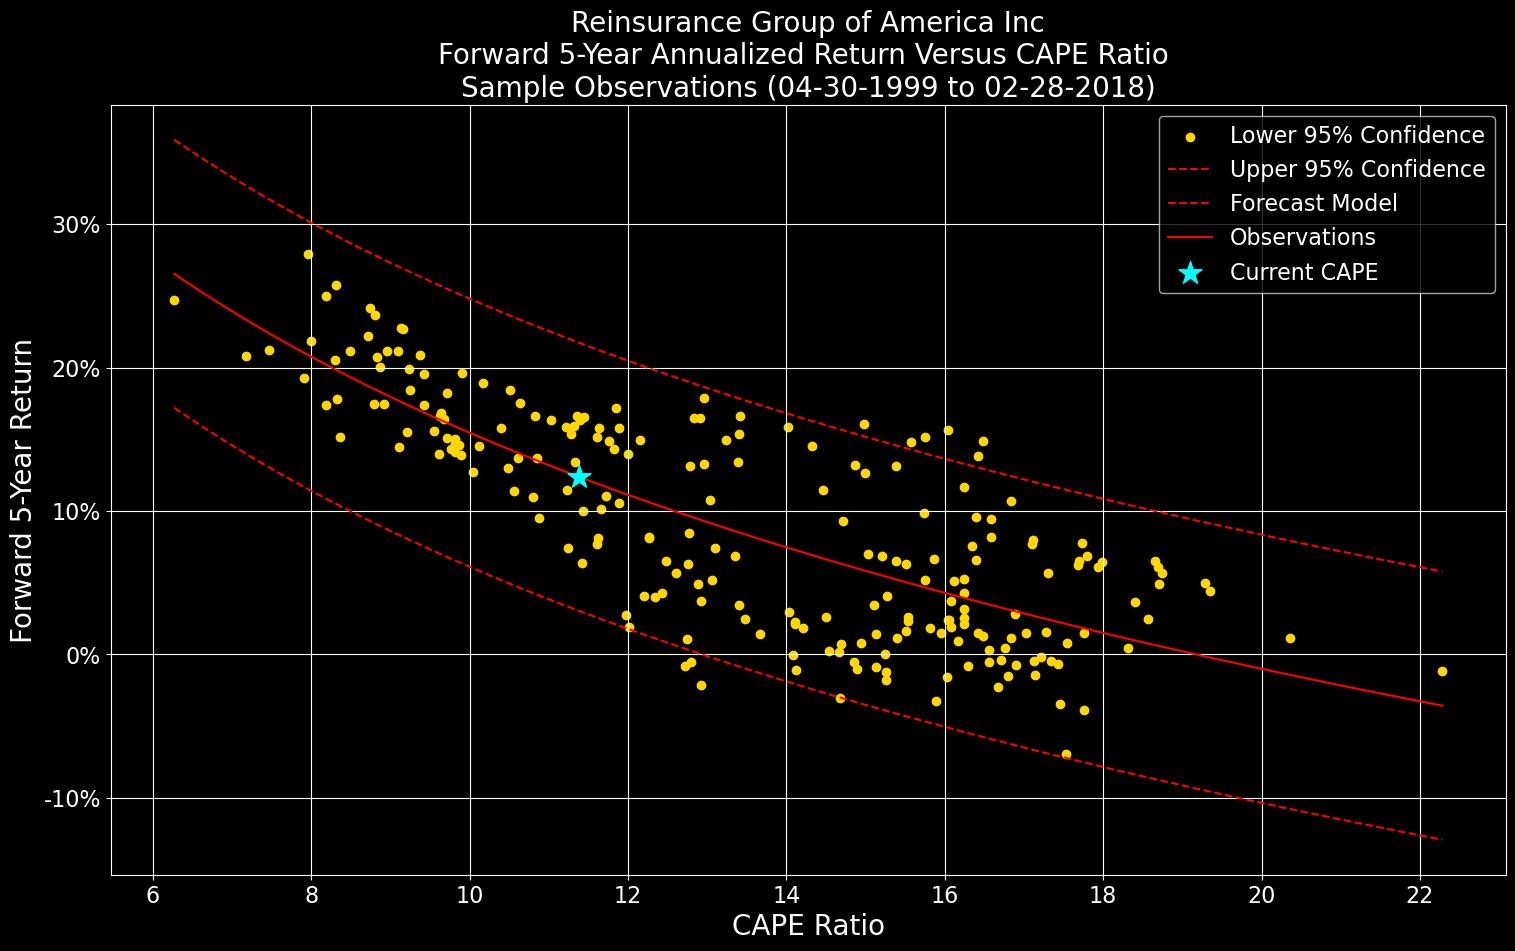 Reinsurance Group of America Inc
Forward 5-Year Annualized Return Versus CAPE Ratio
Sample Observations (04-30-1999 to 02-28-2018)
Lower 95% Confidence
Upper 95% Confidence
Forecast Model
Observations
Current CAPE
Forward 5-Year Return
30%
20%
10%
0%
-10%
6 8 10 12 14 16 18 20 22
CAPE Ratio